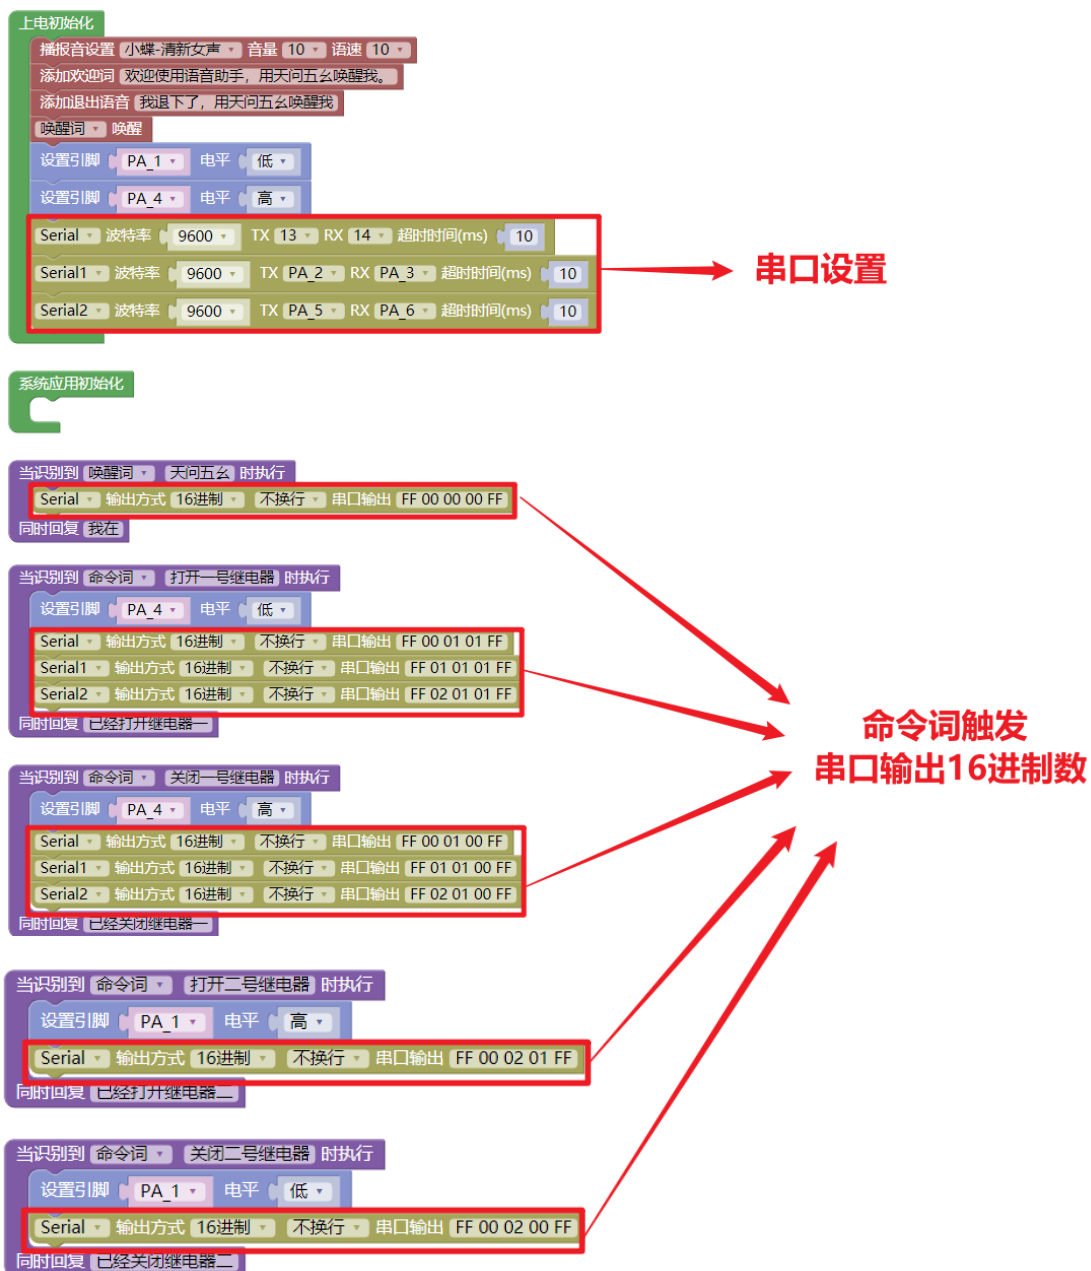 上电初始化
播报音设置 小蝶-清新女声 音量 10 语速 10
添加欢迎词 欢迎使用语音助手，用天问五幺唤醒我。
添加退出语音 我退下了，用天问五幺唤醒我
唤醒词 唤醒
设置引脚 PA_1 电平 低
设置引脚 PA_4 电平 高
Serial 波特率 9600 TX 13 RX 14 超时时间(ms) 10
Serial1 波特率 9600 TX PA_2 RX PA_3 超时时间(ms) 10
Serial2 波特率 9600 TX PA_5 RX PA_6 超时时间(ms) 10
串口设置
系统应用初始化
当识别到 唤醒词 天问五幺 时执行
Serial 输出方式 16进制 不换行 串口输出 FF 00 00 00 FF
同时回复 我在
当识别到 命令词 打开一号继电器 时执行
设置引脚 PA_4 电平 低
Serial 输出方式 16进制 不换行 串口输出 FF 00 01 01 FF
Serial1 输出方式 16进制 不换行 串口输出 FF 01 01 01 FF
Serial2 输出方式 16进制 不换行 串口输出 FF 02 01 01 FF
同时回复 已经打开继电器一
命令词触发
串口输出16进制数
当识别到 命令词 关闭一号继电器 时执行
设置引脚 PA_4 电平 高
Serial 输出方式 16进制 不换行 串口输出 FF 00 01 00 FF
Serial1 输出方式 16进制 不换行 串口输出 FF 01 01 00 FF
Serial2 输出方式 16进制 不换行 串口输出 FF 02 01 00 FF
同时回复 已经关闭继电器一
当识别到 命令词 打开二号继电器 时执行
设置引脚 PA_1 电平 高
Serial 输出方式 16进制 不换行 串口输出 FF 00 02 01 FF
同时回复 已经打开继电器二
当识别到 命令词 关闭二号继电器 时执行
设置引脚 PA_1 电平 低
Serial 输出方式 16进制 不换行 串口输出 FF 00 02 00 FF
同时回复 已经关闭继电器二